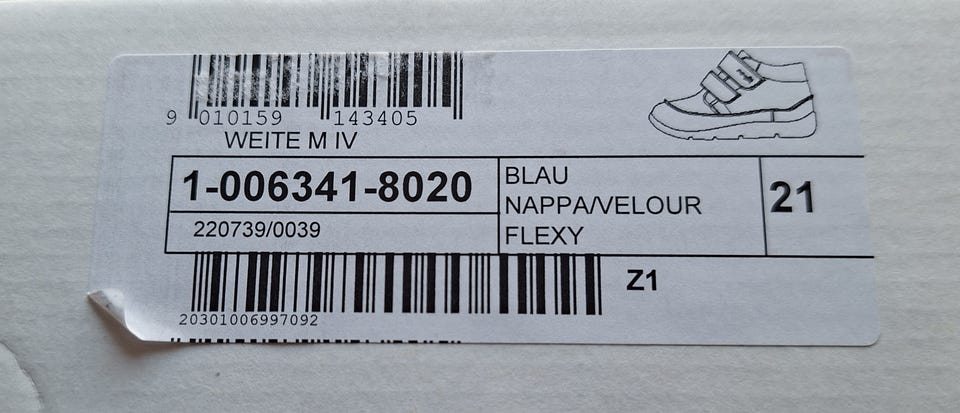 9 010159 143405
WEITE M IV
1-006341-8020
220739/0039
BLAU
NAPPA/VELOUR
FLEXY
21
Z1
20301006997092